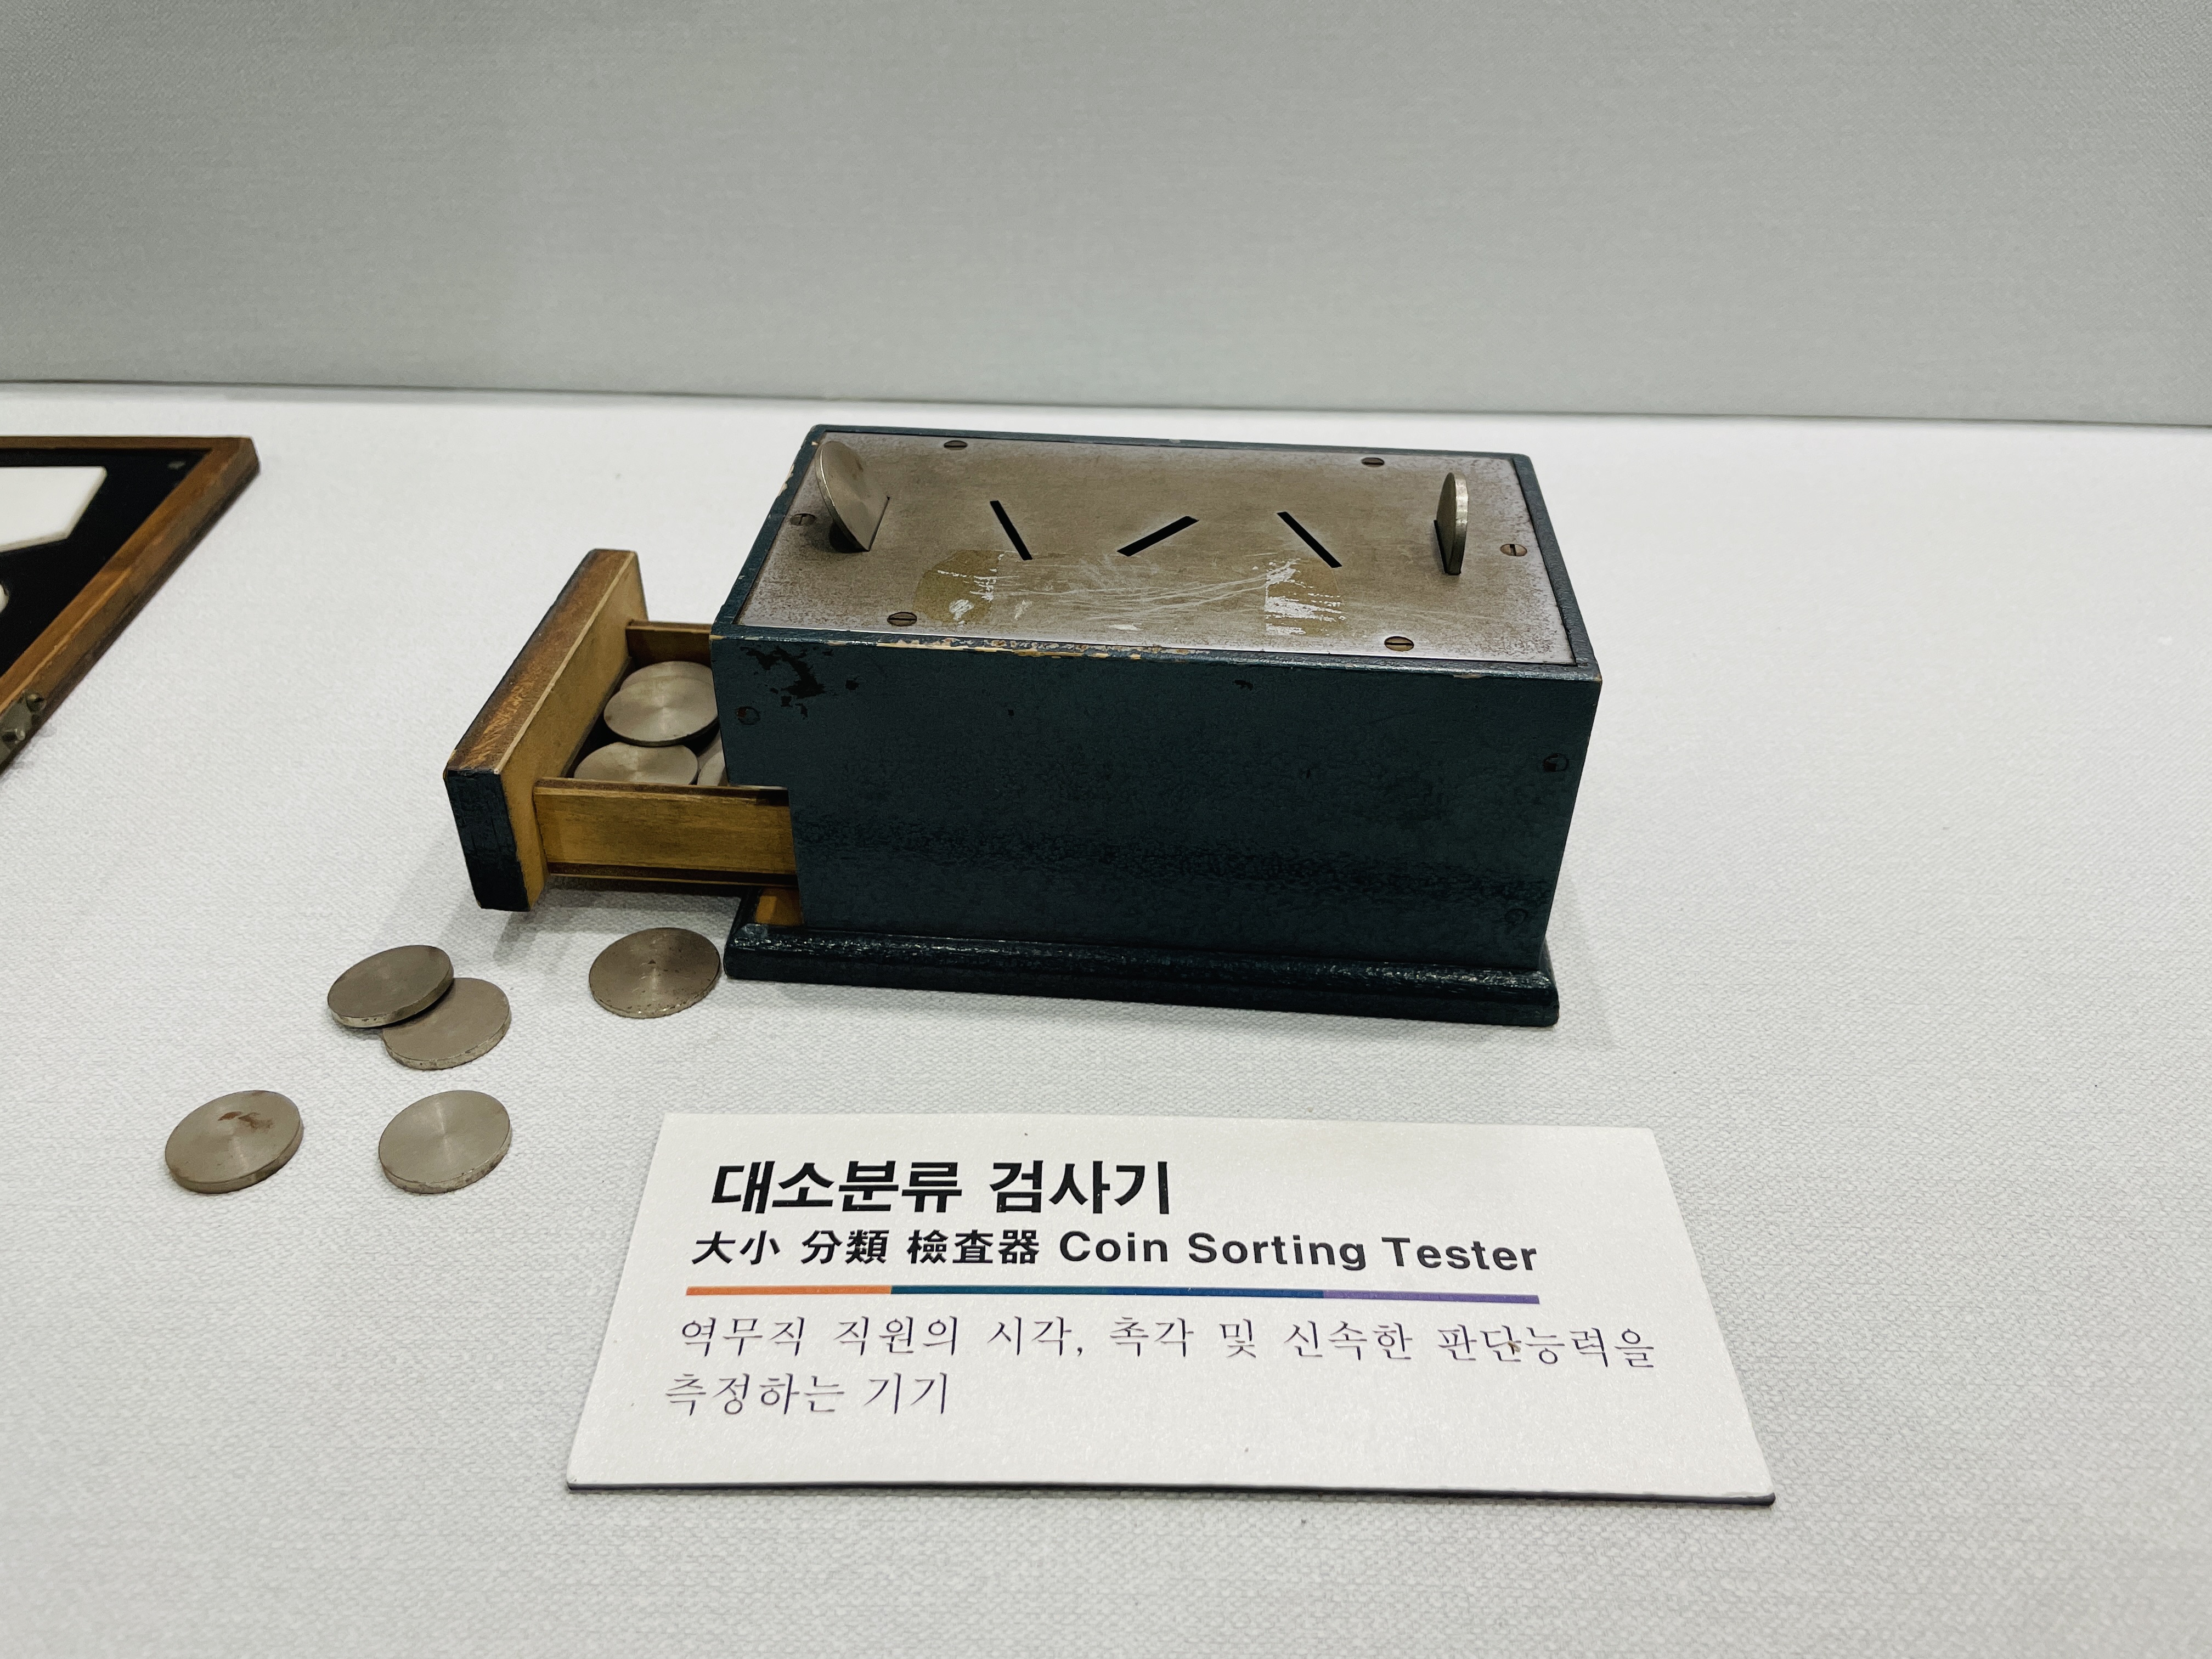 대소분류 검사기
大小 分類 檢査器 Coin Sorting Tester
역무직 직원의 시각, 촉각 및 신속한 판단능력을
측정하는 기기